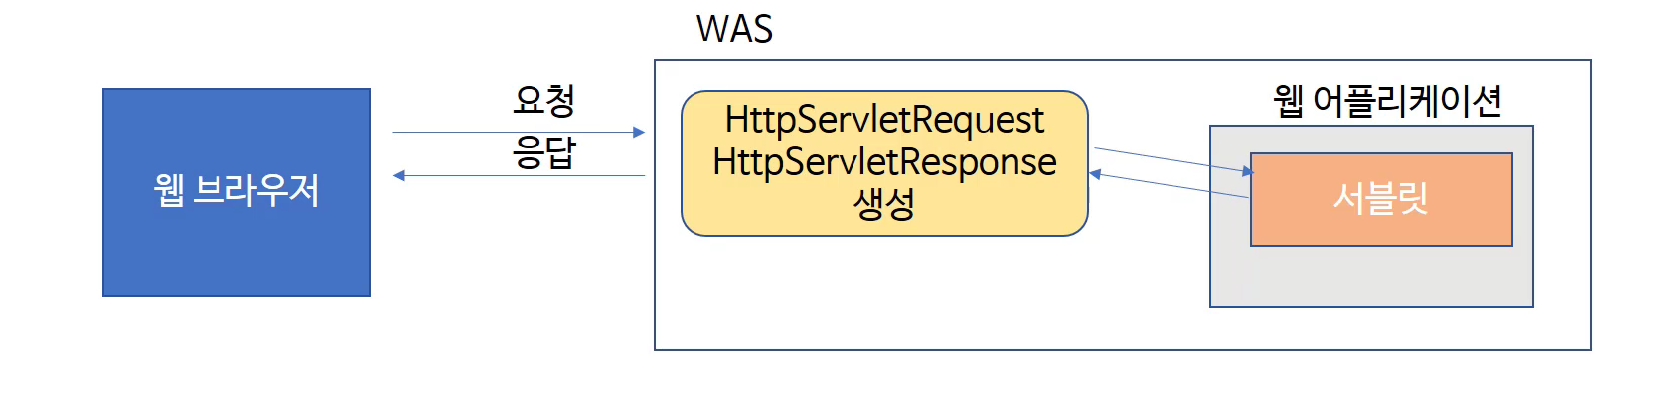 WAS
웹 브라우저
요청
응답
HttpServletRequest
HttpServletResponse
생성
웹 어플리케이션
서블릿